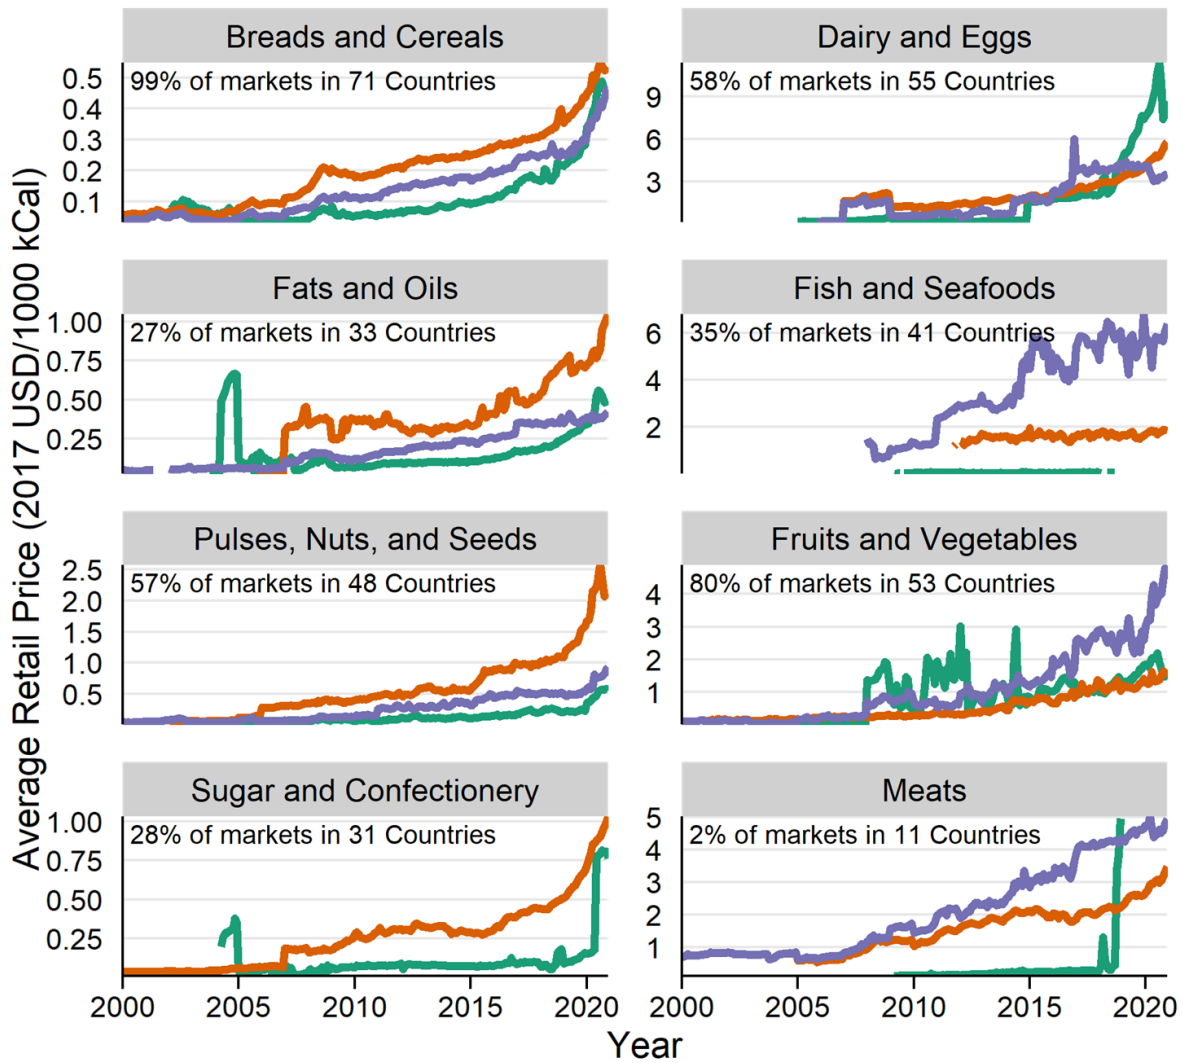 Average Retail Price (2017 USD/1000 kCal)
Breads and Cereals
99% of markets in 71 Countries
0.5
0.4
0.3
0.2
0.1
Dairy and Eggs
58% of markets in 55 Countries
9
6
3
Fats and Oils
27% of markets in 33 Countries
1.00
0.75
0.50
0.25
Fish and Seafoods
35% of markets in 41 Countries
6
4
2
Pulses, Nuts, and Seeds
57% of markets in 48 Countries
2.5
2.0
1.5
1.0
0.5
Fruits and Vegetables
80% of markets in 53 Countries
4
3
2
1
Sugar and Confectionery
28% of markets in 31 Countries
1.00
0.75
0.50
0.25
2000 2005 2010 2015 2020
Meats
2% of markets in 11 Countries
5
4
3
2
1
2000 2005 2010 2015 2020
Year